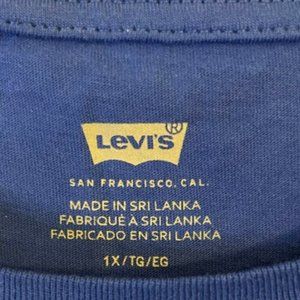 Levi's®
SAN FRANCISCO, CAL.
MADE IN SRI LANKA
FABRIQUÉ À SRI LANKA
FABRICADO EN SRI LANKA
1X/TG/EG